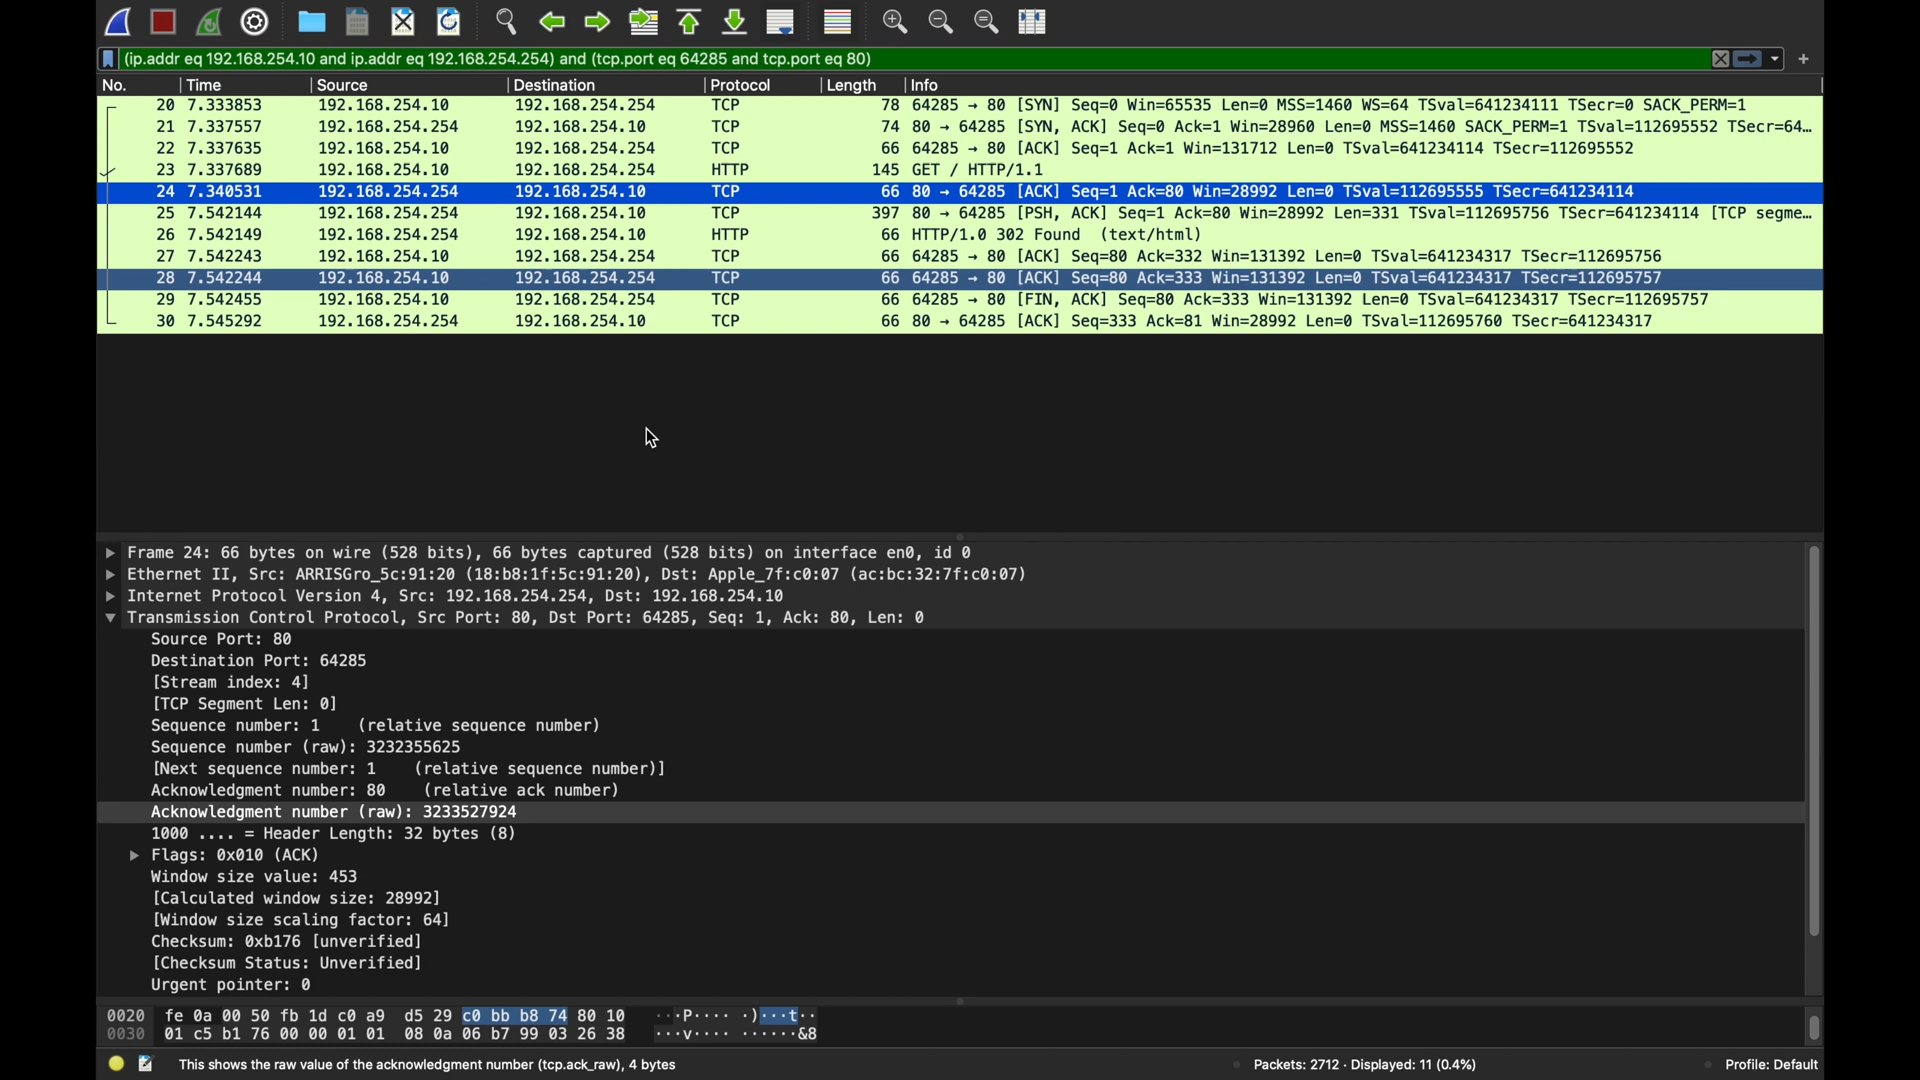 (ip.addr eq 192.168.254.10 and ip.addr eq 192.168.254.254) and (tcp.port eq 64285 and tcp.port eq 80)
No. Time Source Destination Protocol Length Info
20 7.333853 192.168.254.10 192.168.254.254 TCP 78 64285 → 80 [SYN] Seq=0 Win=65535 Len=0 MSS=1460 WS=64 TSval=641234111 TSecr=0 SACK_PERM=1
21 7.337557 192.168.254.254 192.168.254.10 TCP 74 80 → 64285 [SYN, ACK] Seq=0 Ack=1 Win=28960 Len=0 MSS=1460 SACK_PERM=1 TSval=112695552 TSecr=64…
22 7.337635 192.168.254.10 192.168.254.254 TCP 66 64285 → 80 [ACK] Seq=1 Ack=1 Win=131712 Len=0 TSval=641234114 TSecr=112695552
23 7.337689 192.168.254.10 192.168.254.254 HTTP 145 GET / HTTP/1.1
24 7.340531 192.168.254.254 192.168.254.10 TCP 66 80 → 64285 [ACK] Seq=1 Ack=80 Win=28992 Len=0 TSval=112695555 TSecr=641234114
25 7.542144 192.168.254.254 192.168.254.10 TCP 397 80 → 64285 [PSH, ACK] Seq=1 Ack=80 Win=28992 Len=331 TSval=112695756 TSecr=641234114 [TCP segme…
26 7.542149 192.168.254.254 192.168.254.10 HTTP 66 HTTP/1.0 302 Found (text/html)
27 7.542243 192.168.254.10 192.168.254.254 TCP 66 64285 → 80 [ACK] Seq=80 Ack=332 Win=131392 Len=0 TSval=641234317 TSecr=112695756
28 7.542244 192.168.254.10 192.168.254.254 TCP 66 64285 → 80 [ACK] Seq=80 Ack=333 Win=131392 Len=0 TSval=641234317 TSecr=112695757
29 7.542455 192.168.254.10 192.168.254.254 TCP 66 64285 → 80 [FIN, ACK] Seq=80 Ack=333 Win=131392 Len=0 TSval=641234317 TSecr=112695757
30 7.545292 192.168.254.254 192.168.254.10 TCP 66 80 → 64285 [ACK] Seq=333 Ack=81 Win=28992 Len=0 TSval=112695760 TSecr=641234317
Frame 24: 66 bytes on wire (528 bits), 66 bytes captured (528 bits) on interface en0, id 0
Ethernet II, Src: ARRISGro_5c:91:20 (18:b8:1f:5c:91:20), Dst: Apple_7f:c0:07 (ac:bc:32:7f:c0:07)
Internet Protocol Version 4, Src: 192.168.254.254, Dst: 192.168.254.10
Transmission Control Protocol, Src Port: 80, Dst Port: 64285, Seq: 1, Ack: 80, Len: 0
Source Port: 80
Destination Port: 64285
[Stream index: 4]
[TCP Segment Len: 0]
Sequence number: 1 (relative sequence number)
Sequence number (raw): 3232355625
[Next sequence number: 1 (relative sequence number)]
Acknowledgment number: 80 (relative ack number)
Acknowledgment number (raw): 3233527924
1000 .... = Header Length: 32 bytes (8)
Flags: 0x010 (ACK)
Window size value: 453
[Calculated window size: 28992]
[Window size scaling factor: 64]
Checksum: 0xb176 [unverified]
[Checksum Status: Unverified]
Urgent pointer: 0
0020 fe 0a 00 50 fb 1d c0 a9 d5 29 c0 bb b8 74 80 10 ···P···· ·)···t··
0030 01 c5 b1 76 00 00 01 01 08 0a 06 b7 99 03 26 38 ···v···· ······&8
This shows the raw value of the acknowledgment number (tcp.ack_raw), 4 bytes Packets: 2712 · Displayed: 11 (0.4%) Profile: Default